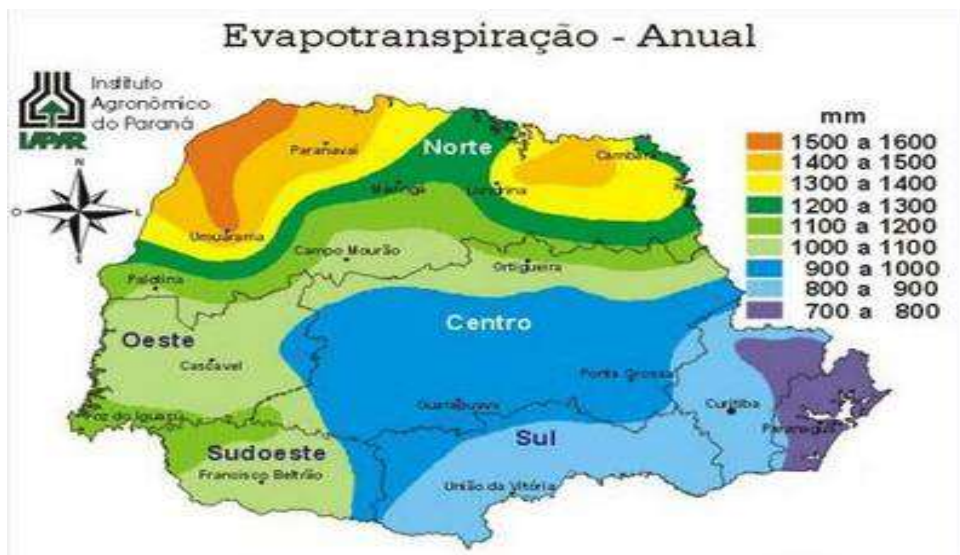 Evapotranspiração - Anual
Instituto
Agronômico
do Paraná
IAPAR
N
O
L
S
mm
1500 a 1600
1400 a 1500
1300 a 1400
1200 a 1300
1100 a 1200
1000 a 1100
900 a 1000
800 a 900
700 a 800
Norte
Paranavaí
Cambará
Maringá
Londrina
Umuarama
Campo Mourão
Ortigueira
Palotina
Centro
Oeste
Cascavel
Ponta Grossa
Guarapuava
Curitiba
Foz do Iguaçu
Paranaguá
Sul
Sudoeste
Francisco Beltrão
União da Vitória